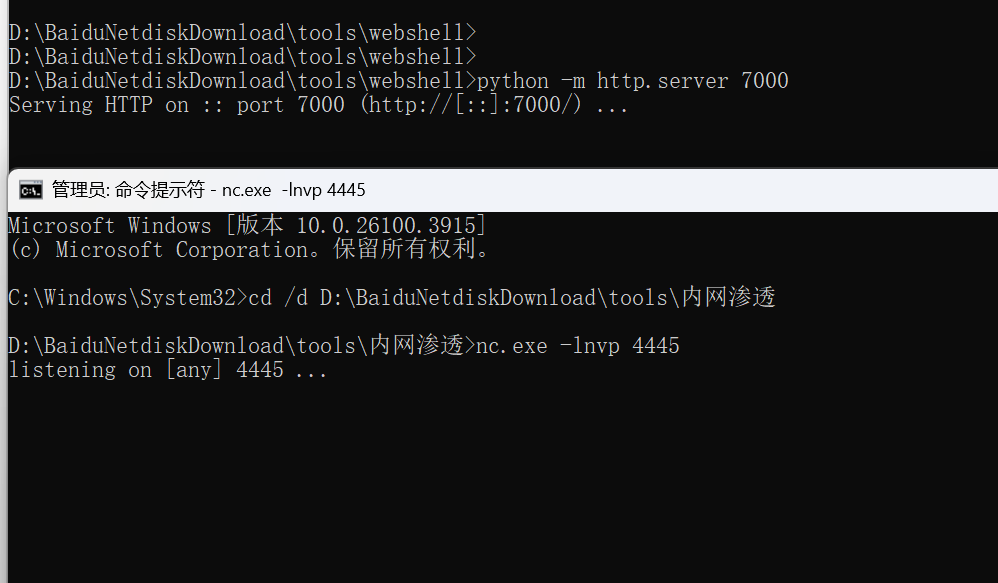 D:\BaiduNetdiskDownload\tools\webshell>
D:\BaiduNetdiskDownload\tools\webshell>
D:\BaiduNetdiskDownload\tools\webshell>python -m http.server 7000
Serving HTTP on :: port 7000 (http://[::]:7000/) ...
管理员: 命令提示符 - nc.exe  -lnvp 4445
Microsoft Windows [版本 10.0.26100.3915]
(c) Microsoft Corporation。保留所有权利。
C:\Windows\System32>cd /d D:\BaiduNetdiskDownload\tools\内网渗透
D:\BaiduNetdiskDownload\tools\内网渗透>nc.exe -lnvp 4445
listening on [any] 4445 ...